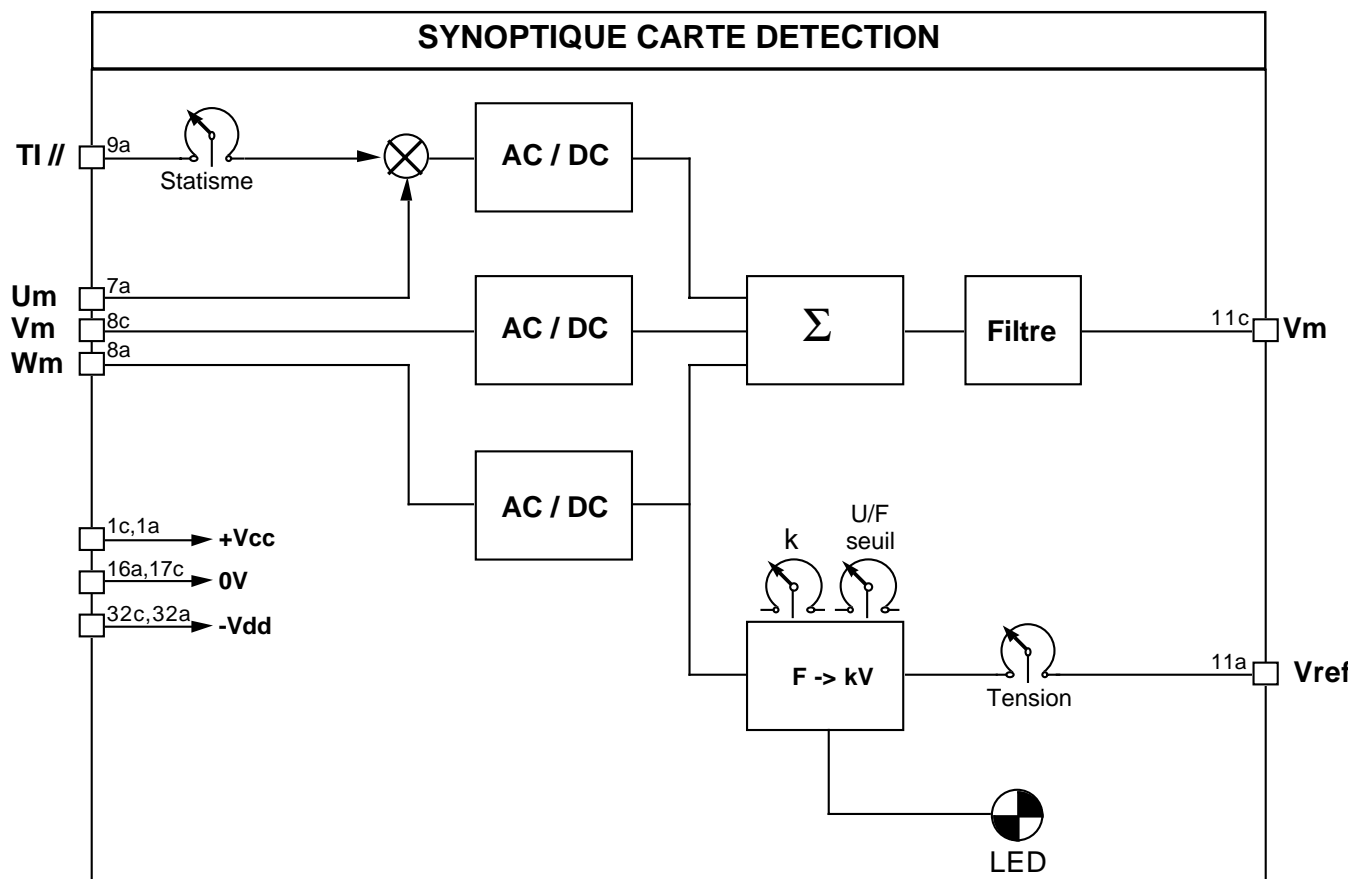 SYNOPTIQUE CARTE DETECTION
TI //
9a
Statisme
AC / DC
Um
7a
Vm
8c
Wm
8a
AC / DC
Σ
Filtre
11c
Vm
AC / DC
1c,1a
+Vcc
16a,17c
0V
32c,32a
-Vdd
k
U/F
seuil
F -> kV
Tension
11a
Vref
LED